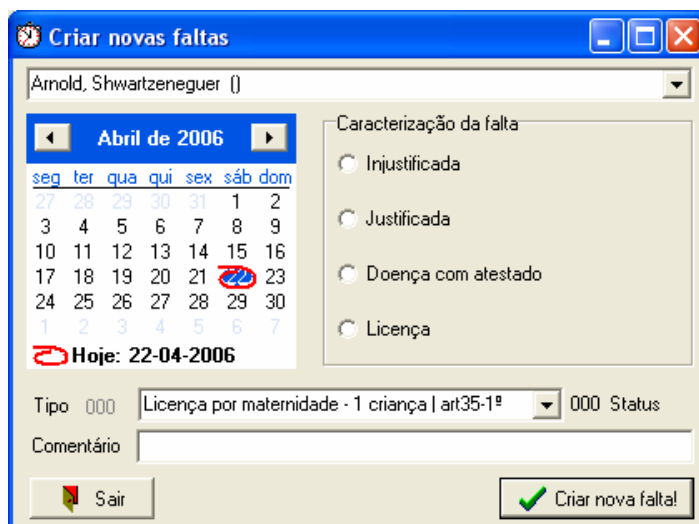 Criar novas faltas
Arnold, Shwartzeneguer ()
Abril de 2006
seg ter qua qui sex sáb dom
27 28 29 30 31 1 2
3 4 5 6 7 8 9
10 11 12 13 14 15 16
17 18 19 20 21 22 23
24 25 26 27 28 29 30
1 2 3 4 5 6 7
Hoje: 22-04-2006
Caracterização da falta
Injustificada
Justificada
Doença com atestado
Licença
Tipo 000 Licença por maternidade - 1 criança | art35-1º 000 Status
Comentário
Sair
Criar nova falta!